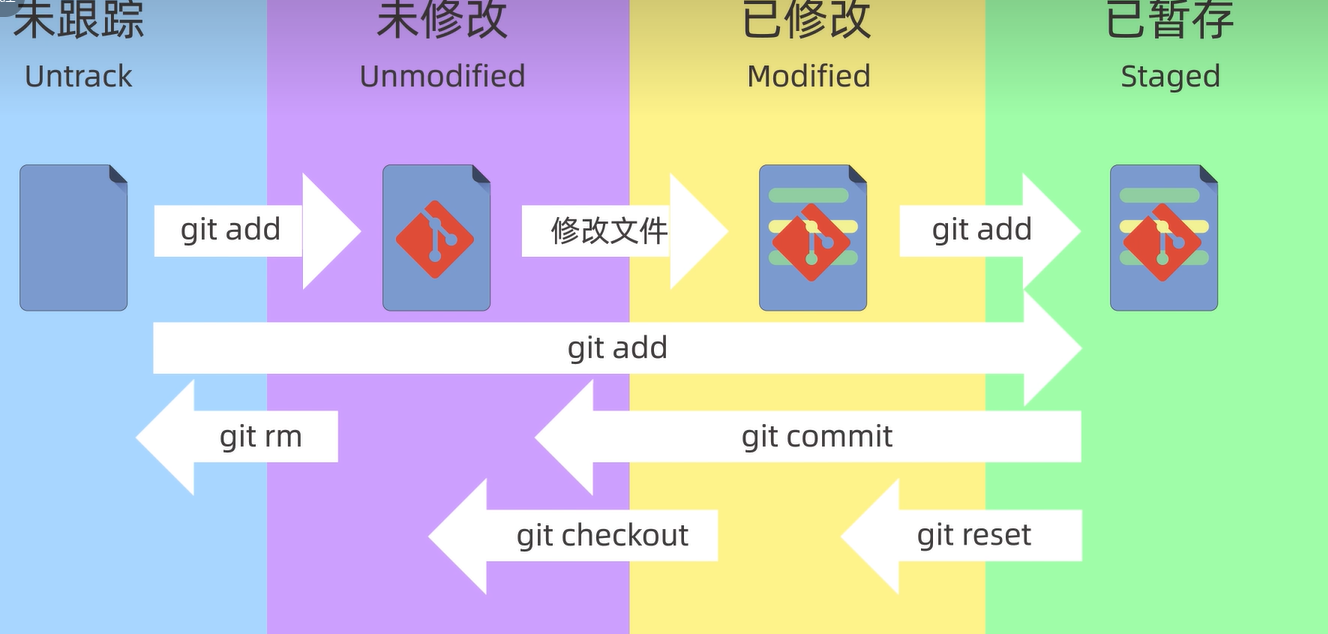 未跟踪
未修改
已修改
已暂存
Untrack
Unmodified
Modified
Staged
git add
修改文件
git add
git add
git rm
git commit
git checkout
git reset